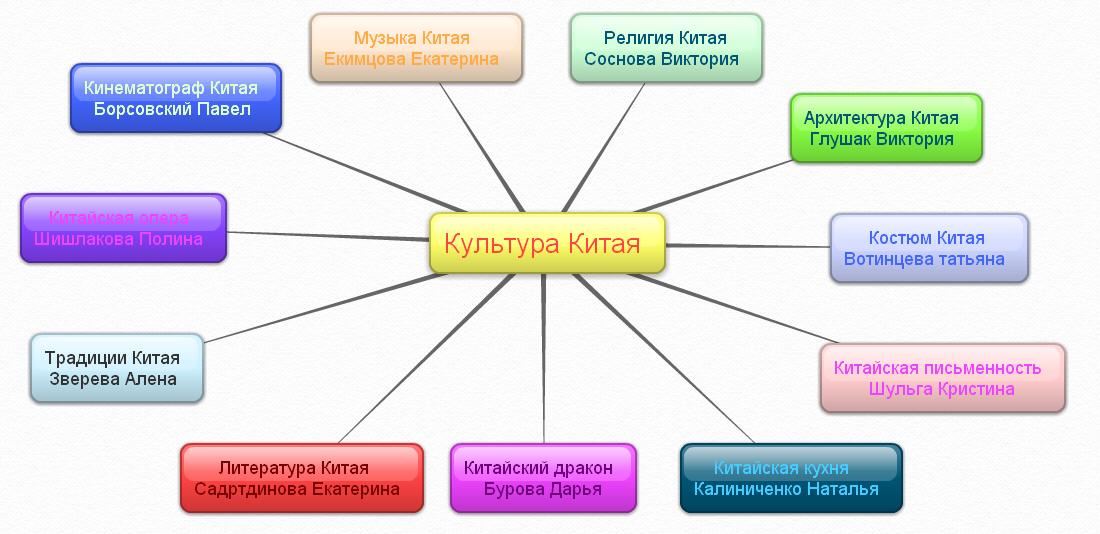 Музыка Китая
Екимцова Екатерина
Религия Китая
Соснова Виктория
Кинематограф Китая
Борсовский Павел
Архитектура Китая
Глушак Виктория
Китайская опера
Шишлакова Полина
Культура Китая
Костюм Китая
Вотинцева татьяна
Традиции Китая
Зверева Алена
Китайская письменность
Шульга Кристина
Литература Китая
Садртдинова Екатерина
Китайский дракон
Бурова Дарья
Китайская кухня
Калиниченко Наталья